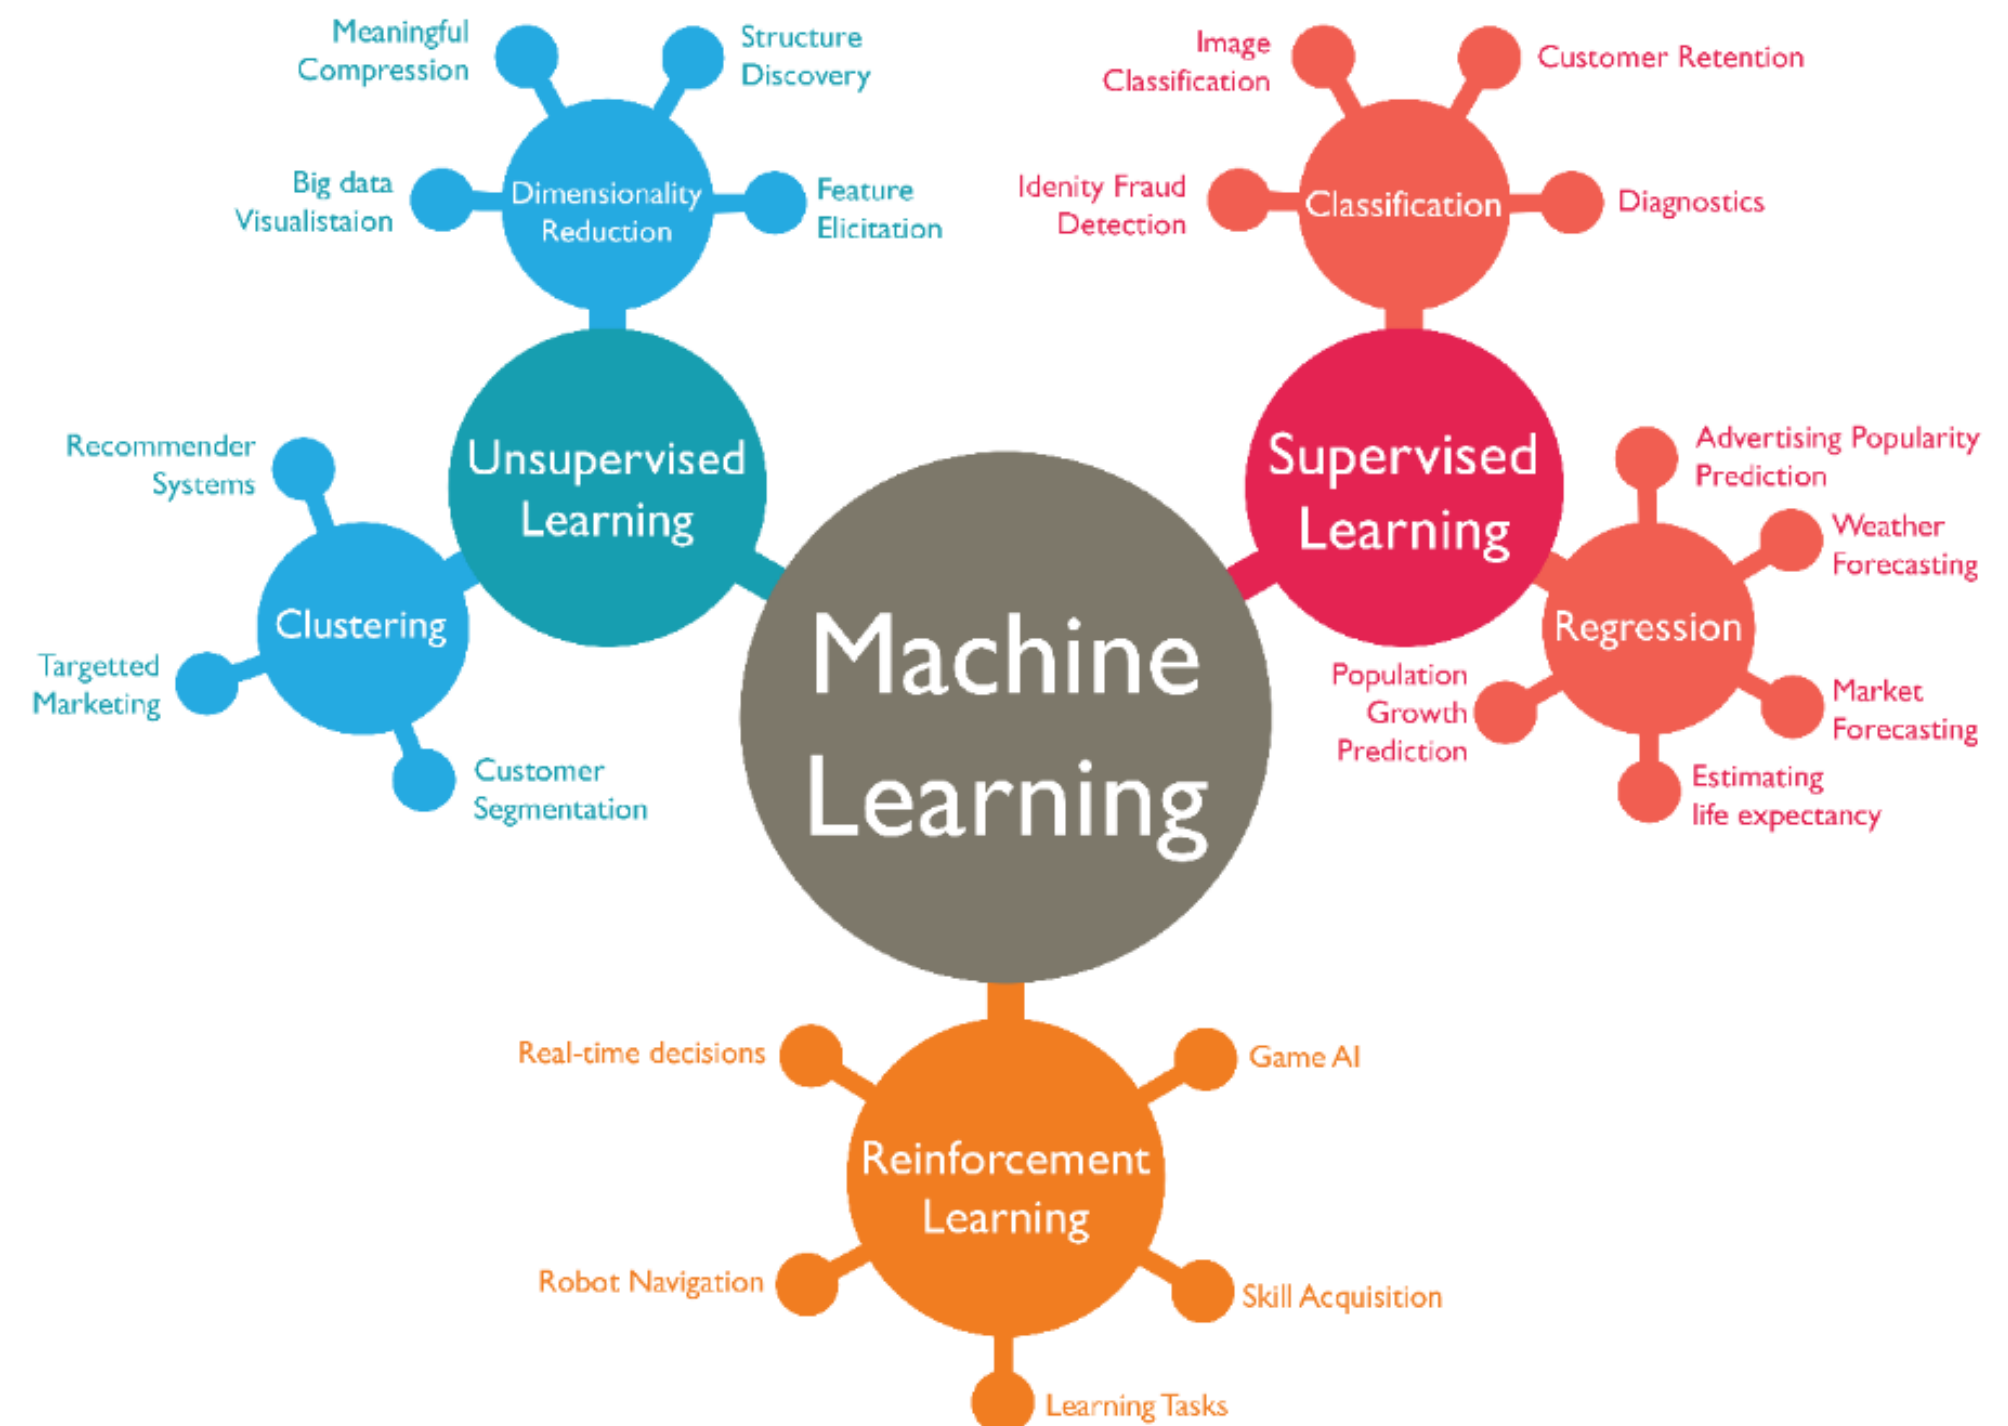 Meaningful
Compression
Structure
Discovery
Big data
Visualistaion
Dimensionality
Reduction
Feature
Elicitation
Image
Classification
Customer Retention
Idenity Fraud
Detection
Classification
Diagnostics
Recommender
Systems
Unsupervised
Learning
Clustering
Targetted
Marketing
Customer
Segmentation
Machine
Learning
Supervised
Learning
Advertising Popularity
Prediction
Weather
Forecasting
Regression
Population
Growth
Prediction
Market
Forecasting
Estimating
life expectancy
Real-time decisions
Game AI
Reinforcement
Learning
Robot Navigation
Skill Acquisition
Learning Tasks